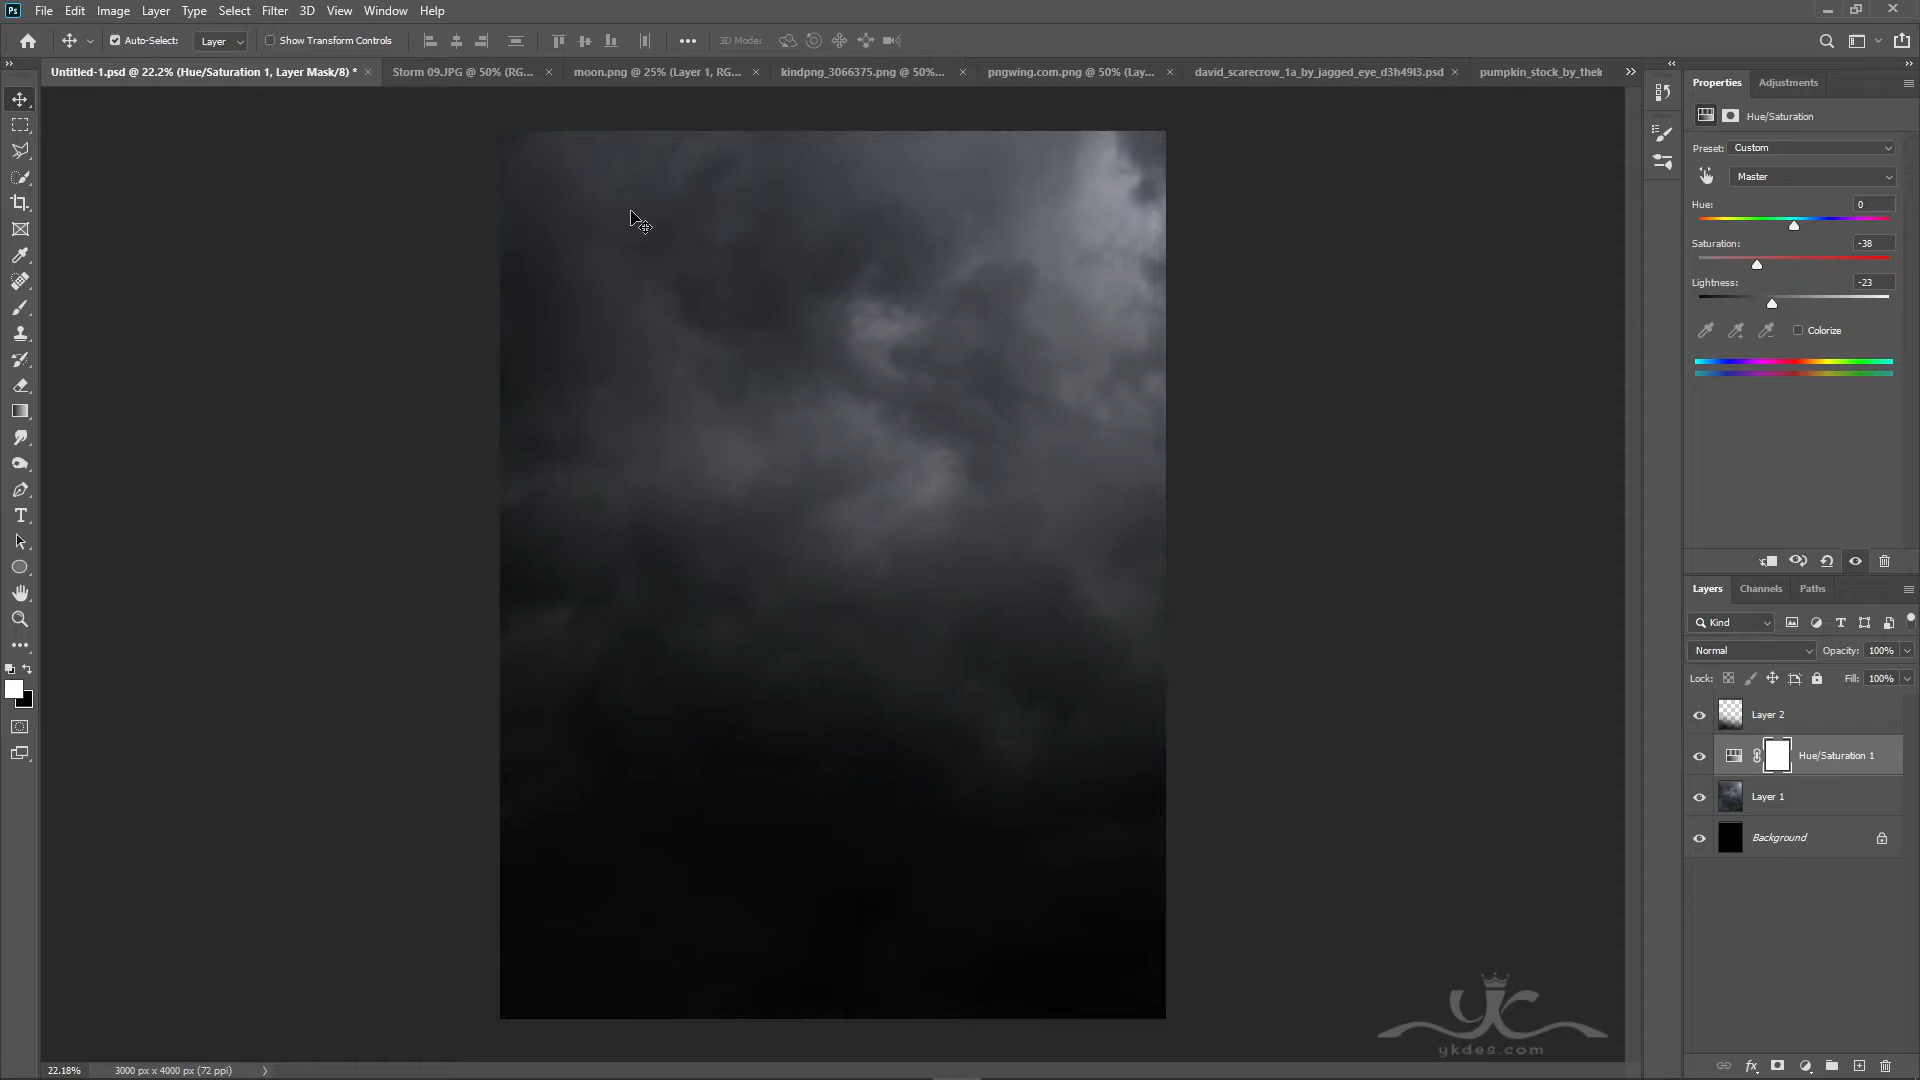 Ps File Edit Image Layer Type Select Filter 3D View Window Help
Auto-Select: Layer Show Transform Controls 3D Mode:
Untitled-1.psd @ 22.2% (Hue/Saturation 1, Layer Mask/8) * Storm 09.JPG @ 50% (RG... moon.png @ 25% (Layer 1, RG... kindpng_3066375.png @ 50%... pngwing.com.png @ 50% (Lay... david_scarecrow_1a_by_jagged_eye_d3h49l3.psd pumpkin_stock_by_thek
Properties Adjustments
Hue/Saturation
Preset: Custom
Master
Hue: 0
Saturation: -38
Lightness: -23
Colorize
Layers Channels Paths
Kind
Normal Opacity: 100%
Lock: Fill: 100%
Layer 2
Hue/Saturation 1
Layer 1
Background
yc
ykdes.com
22.18% 3000 px x 4000 px (72 ppi)